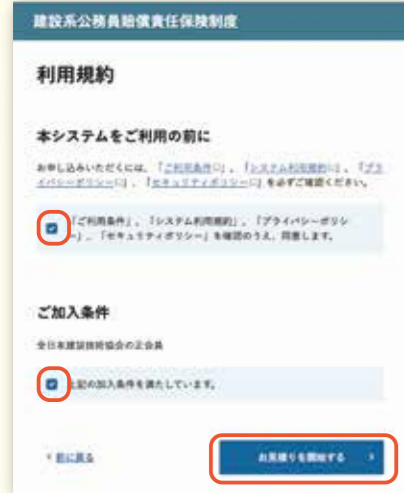 建設系公務員賠償責任保険制度
利用規約
本システムをご利用の前に
お申し込みいただくには、「ご利用条件」、「システム利用規約」、「プラ
イバシーポリシー」、「セキュリティポリシー」を必ずご確認ください。
「ご利用条件」、「システム利用規約」、「プライバシーポリシ
ー」、「セキュリティポリシー」を確認のうえ、同意します。
ご加入条件
全日本建設技術協会の正会員
上記の加入条件を満たしています。
前に戻る
お見積りを開始する